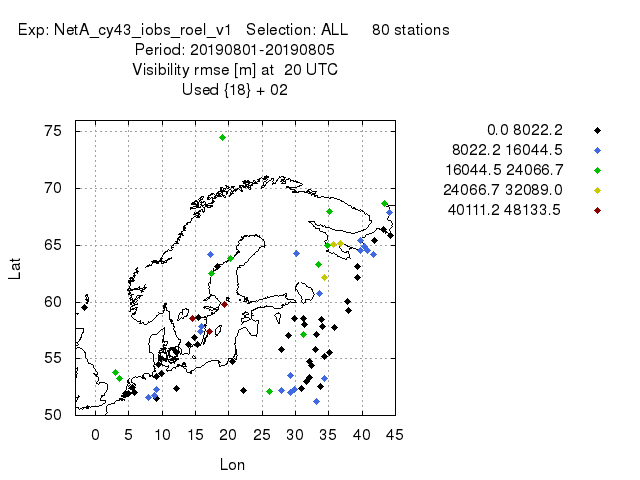 Exp: NetA_cy43_iobs_roel_v1 Selection: ALL 80 stations
Period: 20190801-20190805
Visibility rmse [m] at 20 UTC
Used {18} + 02
0.0 8022.2
8022.2 16044.5
16044.5 24066.7
24066.7 32089.0
40111.2 48133.5
75
70
65
60
55
50
Lat
0 5 10 15 20 25 30 35 40 45
Lon